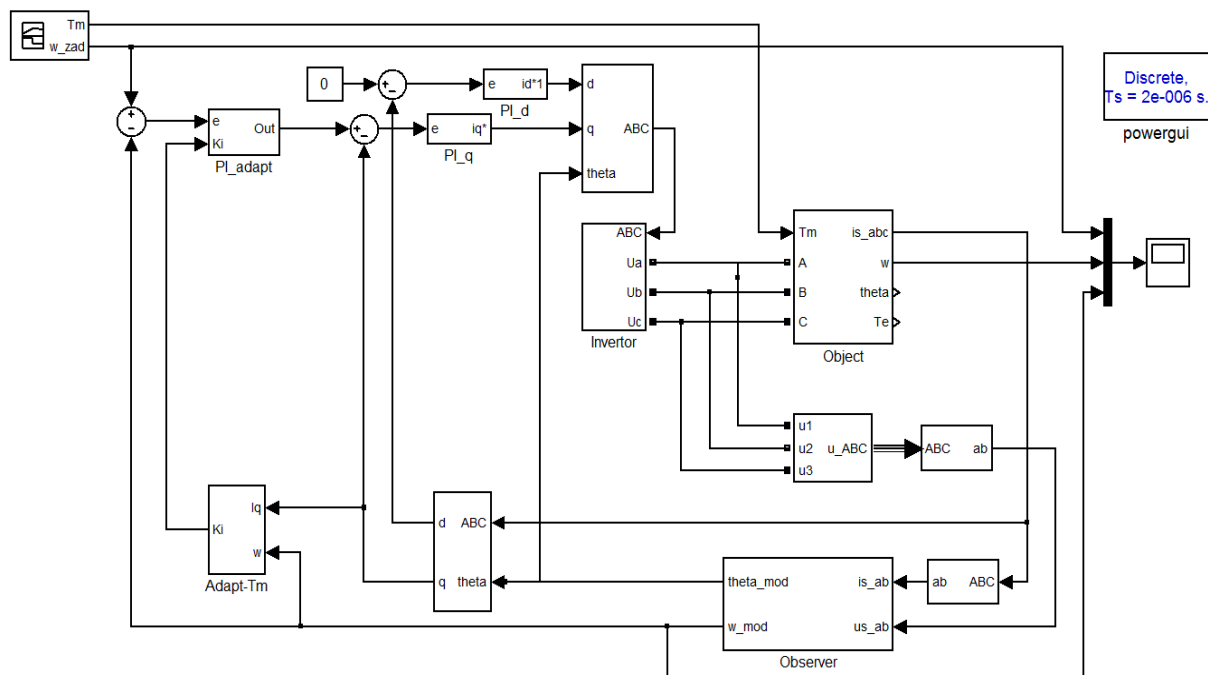 Tm
w_zad
0
+
-
e
id*1
PI_d
d
q
theta
ABC
Discrete,
Ts = 2e-006 s.
powergui
+
-
e
Ki
Out
PI_adapt
+
-
e
iq*
PI_q
ABC
Ua
Ub
Uc
Invertor
Tm
A
B
C
is_abc
w
theta
Te
Object
u1
u2
u3
u_ABC
ABC
ab
Ki
Iq
w
Adapt-Tm
d
q
ABC
theta
theta_mod
w_mod
is_ab
us_ab
Observer
ab
ABC